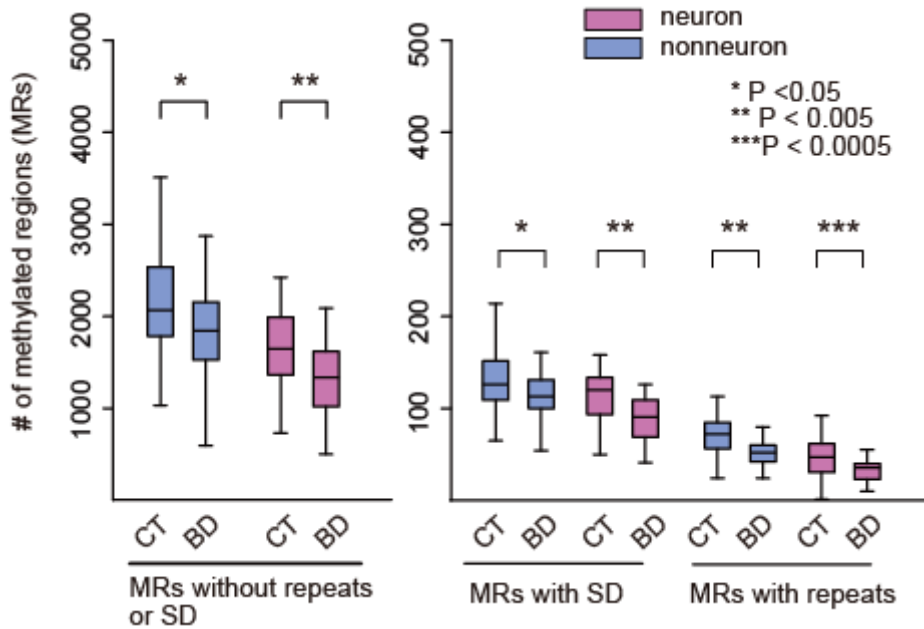 # of methylated regions (MRs)
5000
4000
3000
2000
1000
*
**
CT
BD
CT
BD
MRs without repeats
or SD
neuron
nonneuron
* P <0.05
** P < 0.005
***P < 0.0005
500
400
300
200
100
*
**
**
***
CT
BD
CT
BD
CT
BD
CT
BD
MRs with SD
MRs with repeats